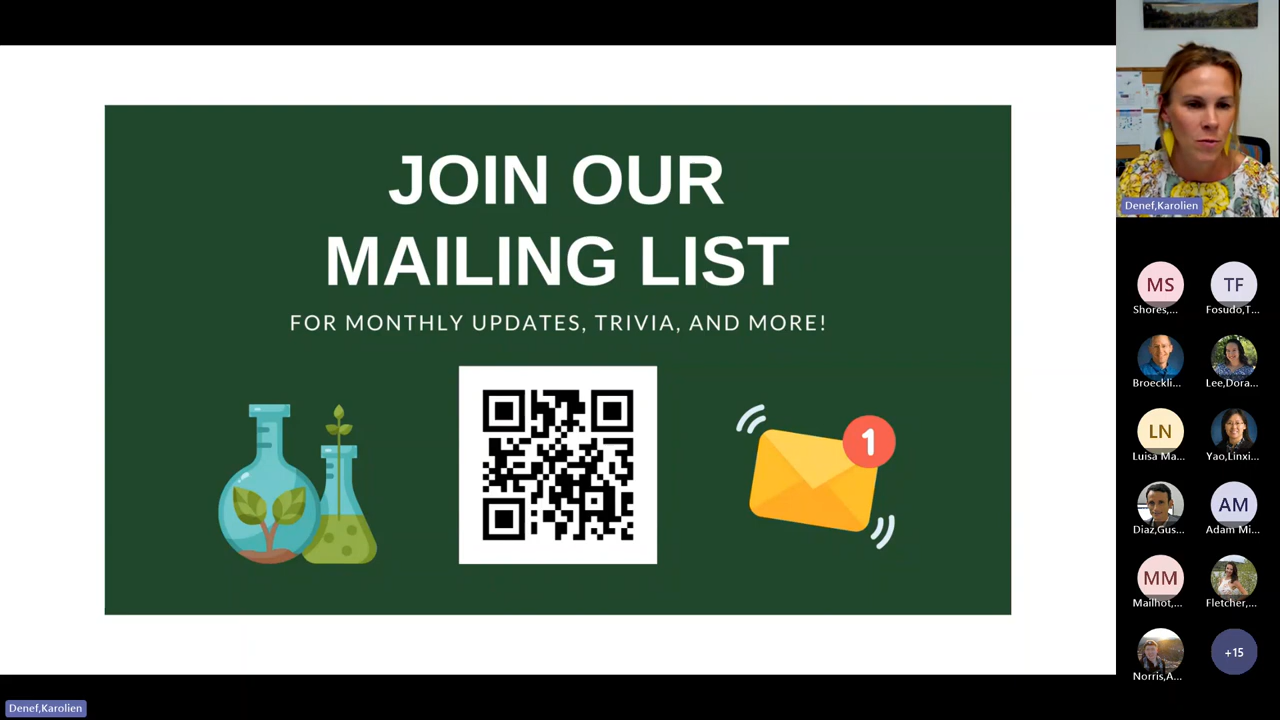 JOIN OUR
MAILING LIST
FOR MONTHLY UPDATES, TRIVIA, AND MORE!
1
Denef,Karolien
MS
Shores,...
TF
Fosudo,T...
Broeckli...
Lee,Dora...
LN
Luisa Ma...
Yao,Linxi...
Diaz,Gus...
AM
Adam Mi...
MM
Mailhot,...
Fletcher,...
Norris,A...
+15
Denef,Karolien